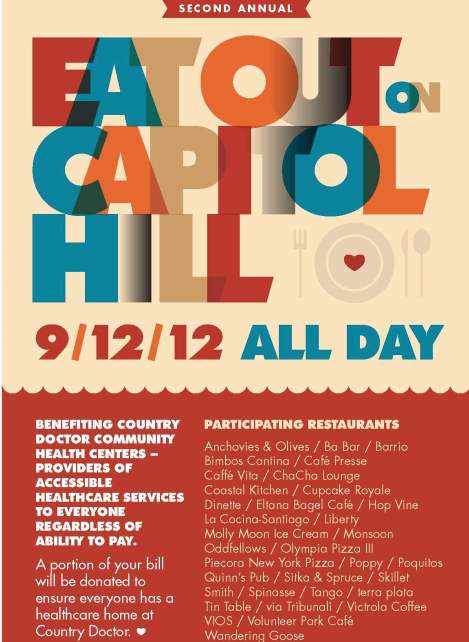 SECOND ANNUAL
EAT OUT ON
CAPITOL
HILL
9/12/12 ALL DAY
BENEFITING COUNTRY
DOCTOR COMMUNITY
HEALTH CENTERS –
PROVIDERS OF
ACCESSIBLE
HEALTHCARE SERVICES
TO EVERYONE
REGARDLESS OF
ABILITY TO PAY.
A portion of your bill
will be donated to
ensure everyone has a
healthcare home at
Country Doctor.
PARTICIPATING RESTAURANTS
Anchovies & Olives / Ba Bar / Barrio
Bimbos Cantina / Café Presse
Caffé Vita / ChaCha Lounge
Coastal Kitchen / Cupcake Royale
Dinette / Eltana Bagel Café / Hop Vine
La Cocina-Santiago / Liberty
Molly Moon Ice Cream / Monsoon
Oddfellows / Olympia Pizza III
Piecora New York Pizza / Poppy / Poquitos
Quinn's Pub / Sitka & Spruce / Skillet
Smith / Spinasse / Tango / terra plata
Tin Table / via Tribunali / Victrola Coffee
VIOS / Volunteer Park Café
Wandering Goose